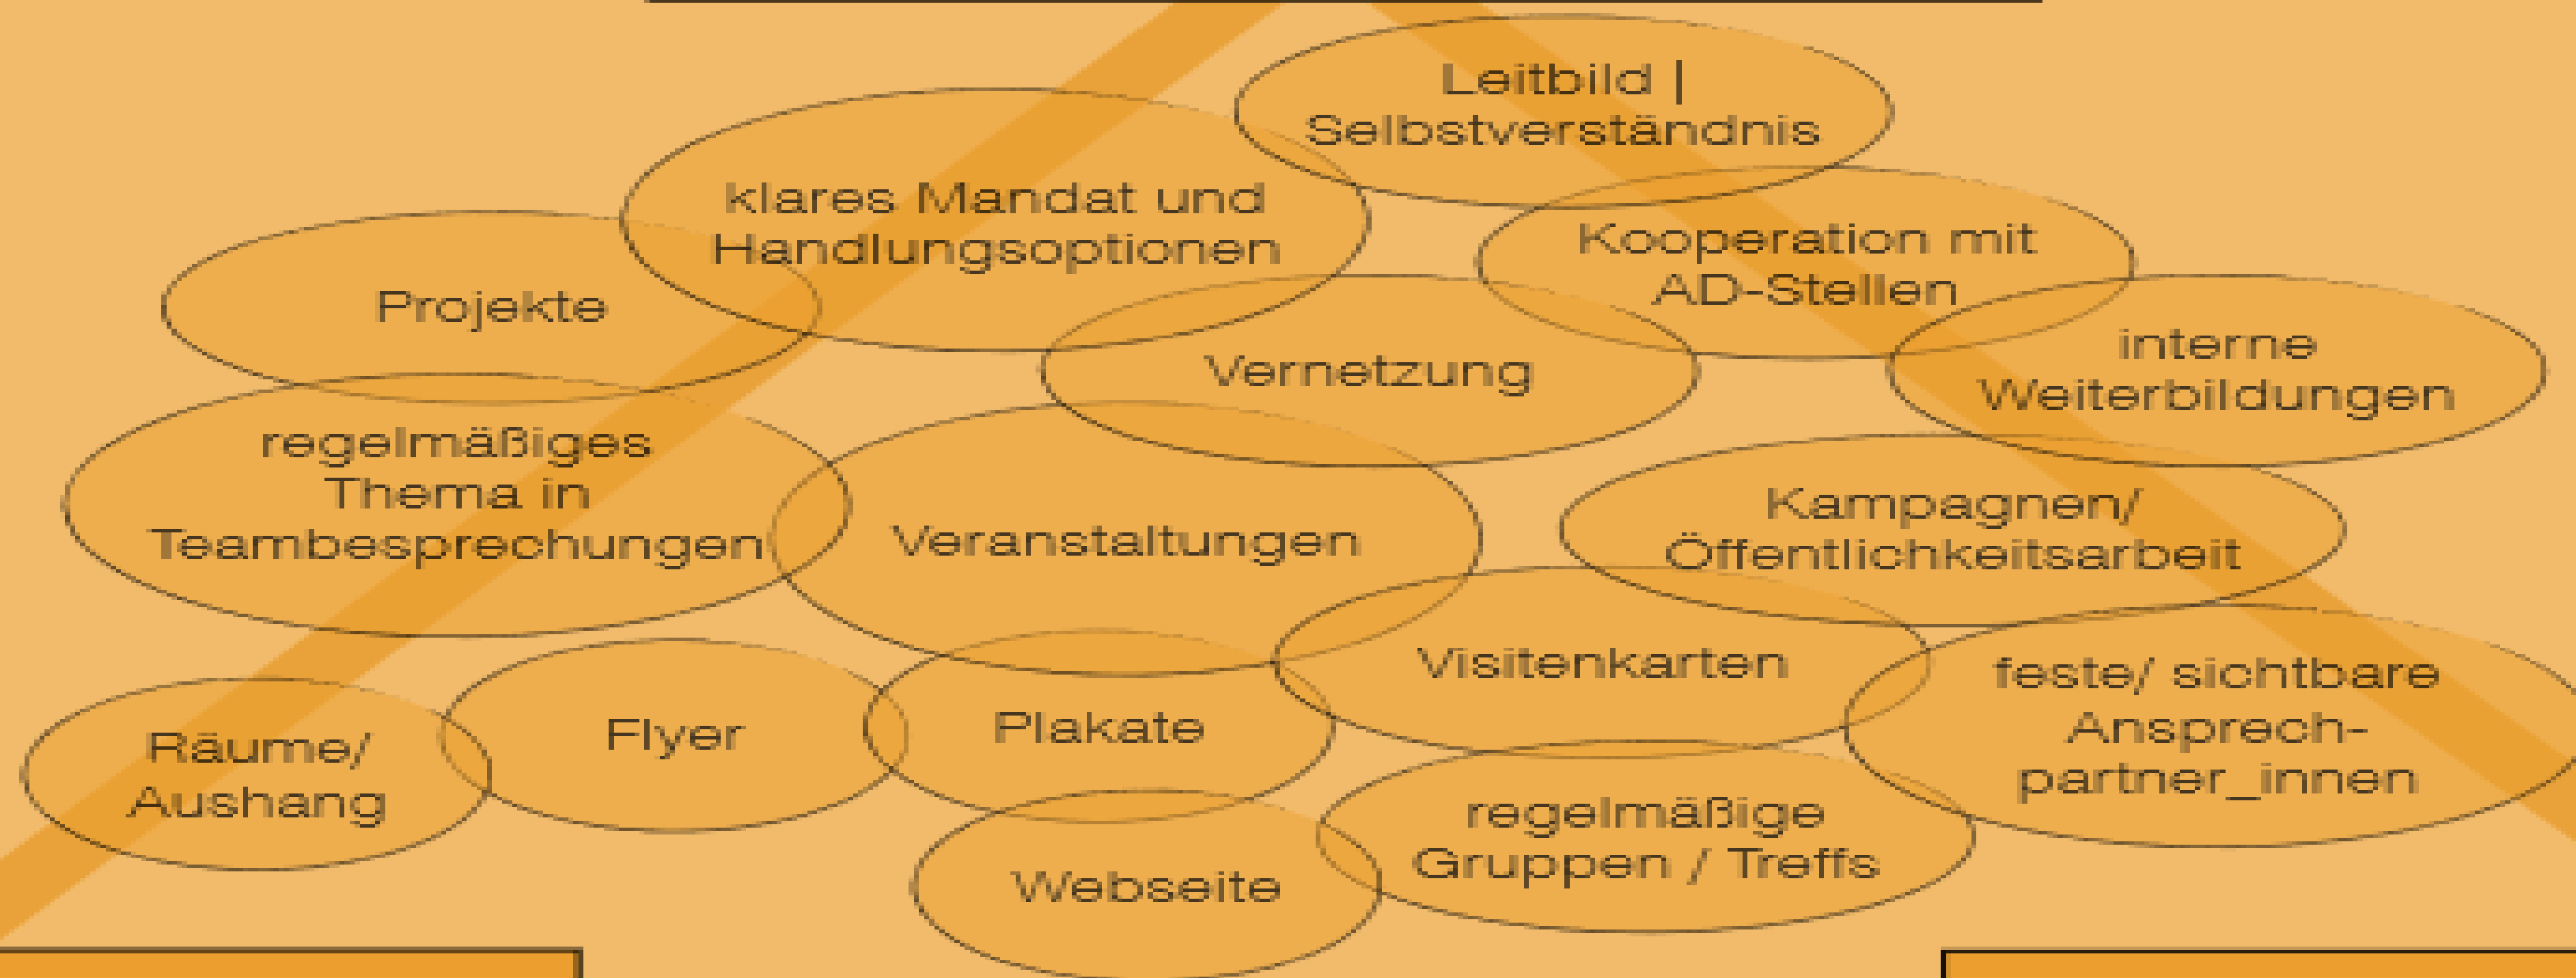 Leitbild |
Selbstverständnis
klares Mandat und
Handlungsoptionen
Kooperation mit
AD-Stellen
Projekte
Vernetzung
interne
Weiterbildungen
regelmäßiges
Thema in
Teambesprechungen
Veranstaltungen
Kampagnen/
Öffentlichkeitsarbeit
Visitenkarten
feste/ sichtbare
Ansprech-
partner_innen
Räume/
Aushang
Flyer
Plakate
regelmäßige
Gruppen / Treffs
Webseite